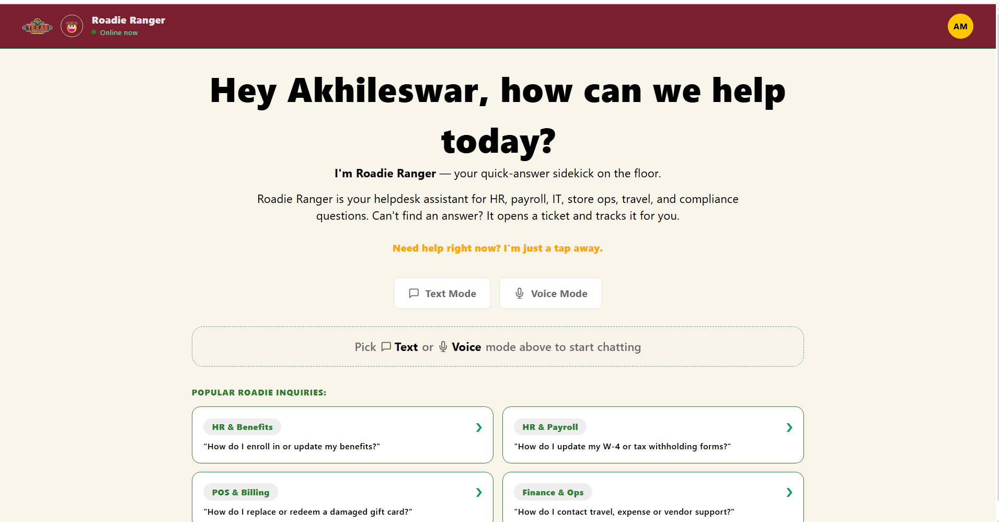 TEXAS
Roadie Ranger
Online now
AM
Hey Akhileswar, how can we help
today?
I'm Roadie Ranger — your quick-answer sidekick on the floor.
Roadie Ranger is your helpdesk assistant for HR, payroll, IT, store ops, travel, and compliance
questions. Can't find an answer? It opens a ticket and tracks it for you.
Need help right now? I'm just a tap away.
Text Mode
Voice Mode
Pick Text or Voice mode above to start chatting
POPULAR ROADIE INQUIRIES:
HR & Benefits
"How do I enroll in or update my benefits?"
HR & Payroll
"How do I update my W-4 or tax withholding forms?"
POS & Billing
"How do I replace or redeem a damaged gift card?"
Finance & Ops
"How do I contact travel, expense or vendor support?"